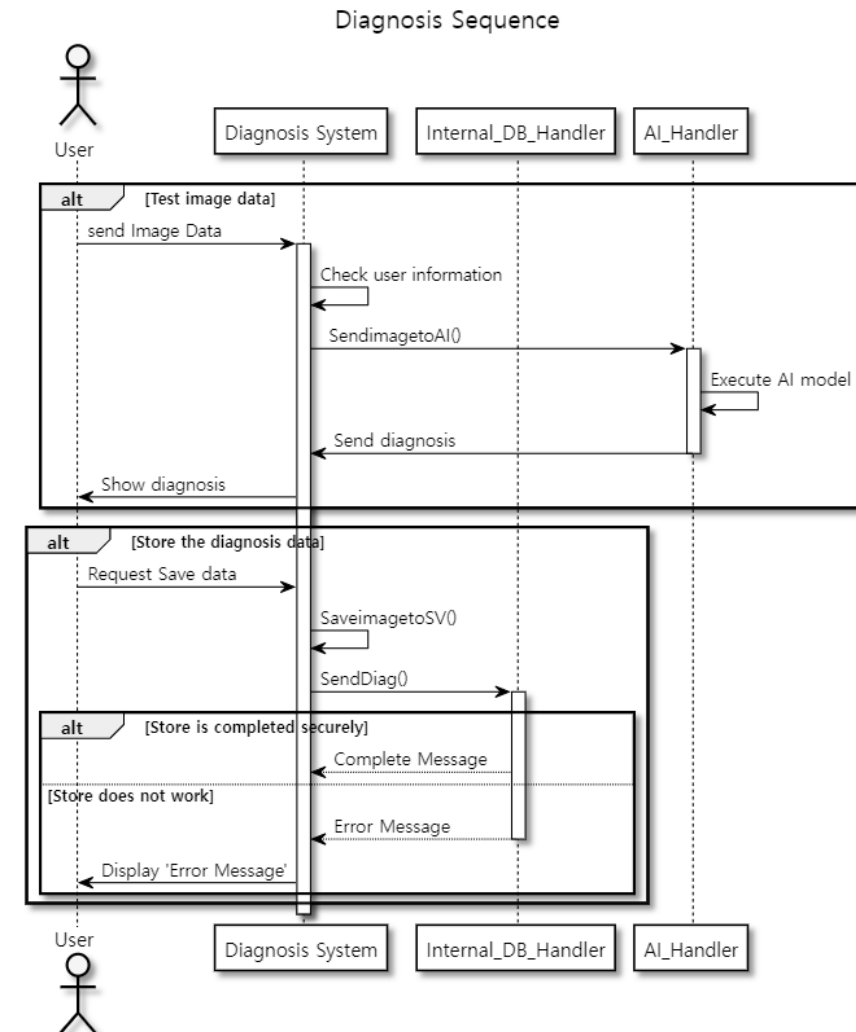 Diagnosis Sequence
User
Diagnosis System
Internal_DB_Handler
AI_Handler
alt
[Test image data]
send Image Data
Check user information
SendimagetoAI()
Execute AI model
Send diagnosis
Show diagnosis
alt
[Store the diagnosis data]
Request Save data
SaveimagetoSV()
SendDiag()
alt
[Store is completed securely]
Complete Message
[Store does not work]
Error Message
Display 'Error Message'
User
Diagnosis System
Internal_DB_Handler
AI_Handler